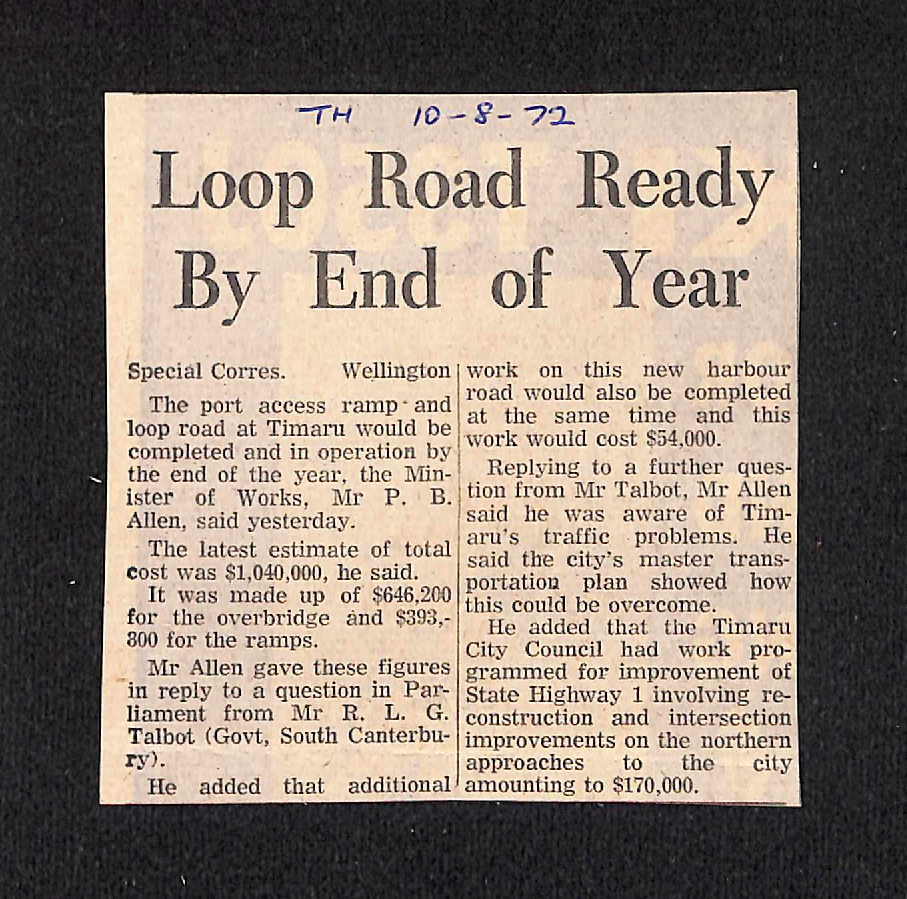 TH 10-8-72
Loop Road Ready
By End of Year
Special Corres. Wellington
The port access ramp and
loop road at Timaru would be
completed and in operation by
the end of the year, the Min-
ister of Works, Mr P. B.
Allen, said yesterday.
The latest estimate of total
cost was $1,040,000, he said.
It was made up of $646,200
for the overbridge and $393,-
800 for the ramps.
Mr Allen gave these figures
in reply to a question in Par-
liament from Mr R. L. G.
Talbot (Govt, South Canterbu-
ry).
He added that additional
work on this new harbour
road would also be completed
at the same time and this
work would cost $54,000.
Replying to a further ques-
tion from Mr Talbot, Mr Allen
said he was aware of Tim-
aru's traffic problems. He
said the city's master trans-
portation plan showed how
this could be overcome.
He added that the Timaru
City Council had work pro-
grammed for improvement of
State Highway 1 involving re-
construction and intersection
improvements on the northern
approaches to the city
amounting to $170,000.